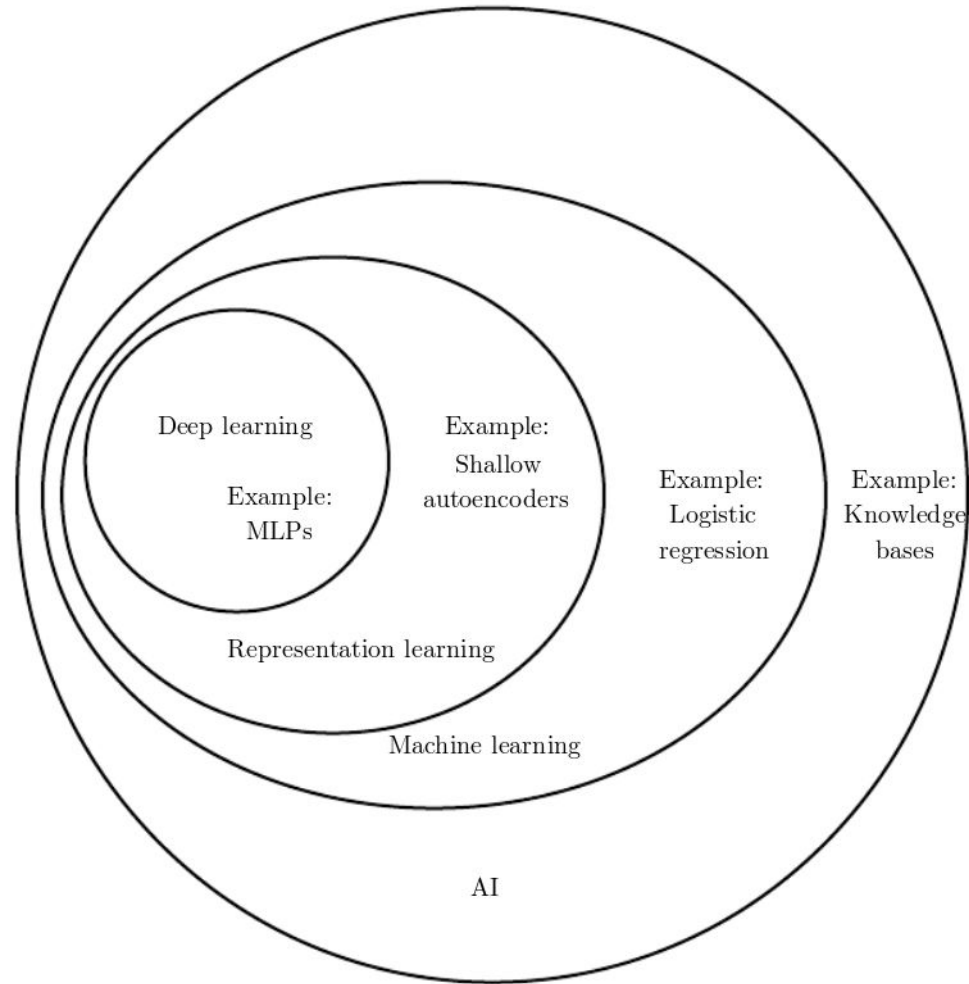 Deep learning
Example:
MLPs
Example:
Shallow
autoencoders
Example:
Logistic
regression
Example:
Knowledge
bases
Representation learning
Machine learning
AI